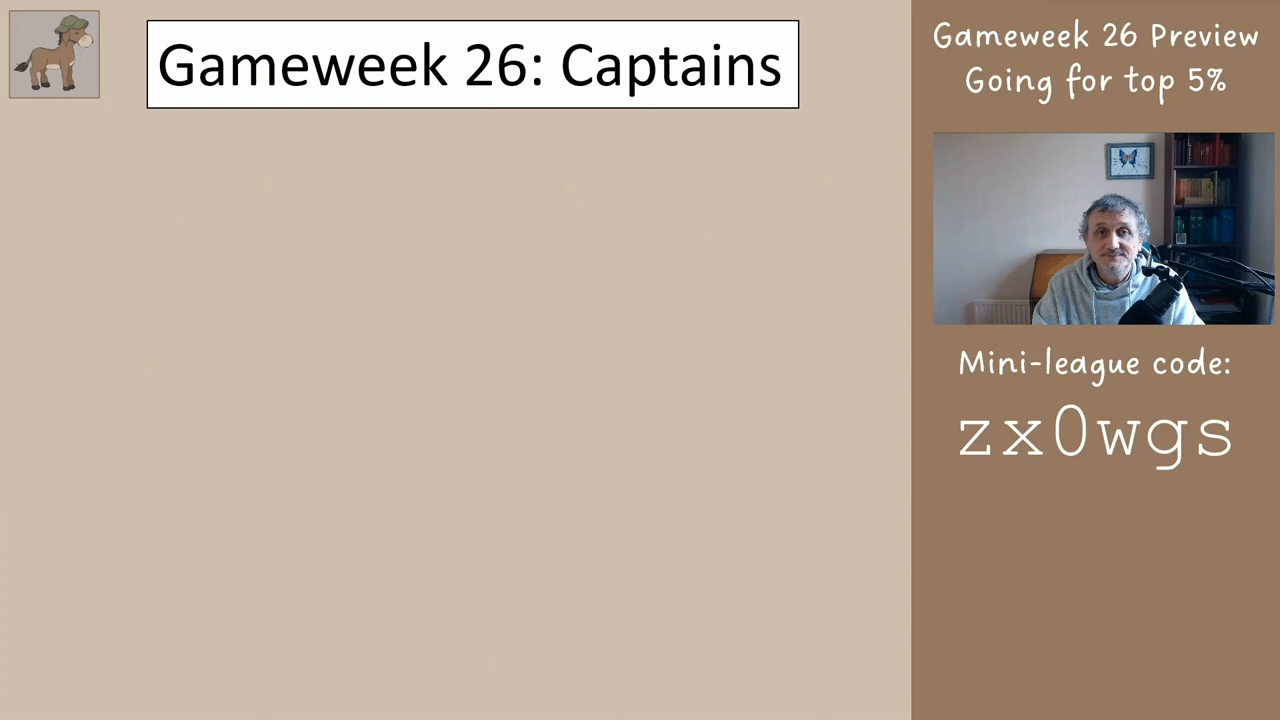 Gameweek 26: Captains
Gameweek 26 Preview
Going for top 5%
Mini-league code:
zx0wgs